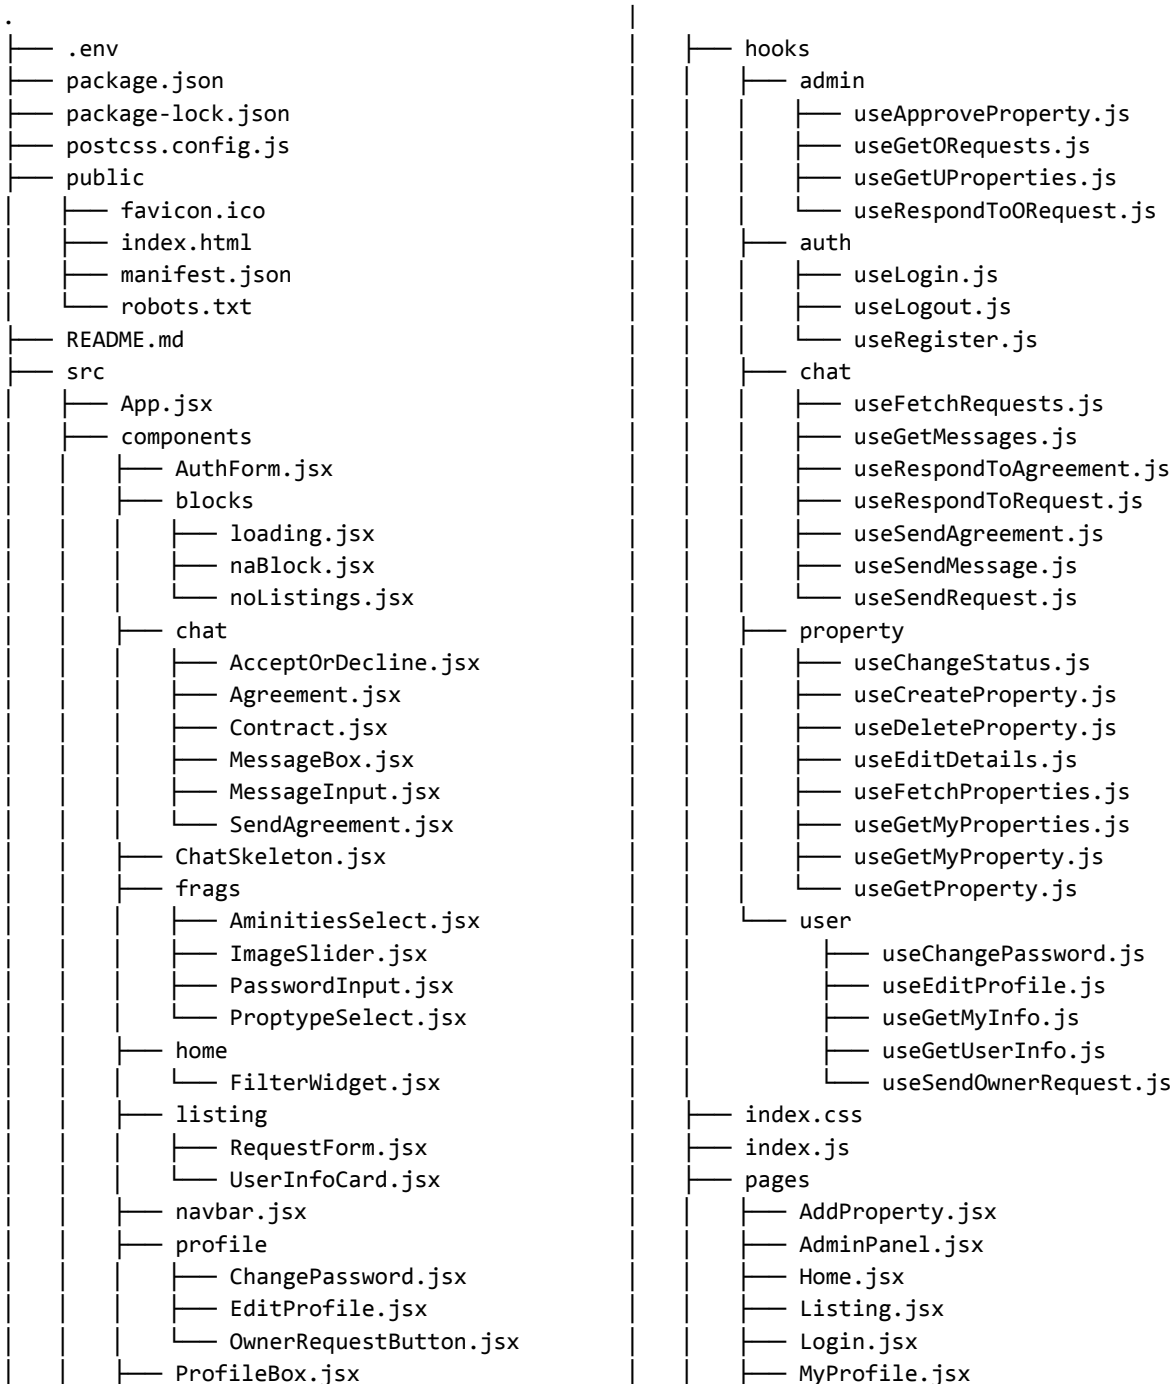 .
├── .env
├── package.json
├── package-lock.json
├── postcss.config.js
├── public
│   ├── favicon.ico
│   ├── index.html
│   ├── manifest.json
│   └── robots.txt
├── README.md
├── src
│   ├── App.jsx
│   ├── components
│   │   ├── AuthForm.jsx
│   │   ├── blocks
│   │   │   ├── loading.jsx
│   │   │   ├── naBlock.jsx
│   │   │   └── noListings.jsx
│   │   ├── chat
│   │   │   ├── AcceptOrDecline.jsx
│   │   │   ├── Agreement.jsx
│   │   │   ├── Contract.jsx
│   │   │   ├── MessageBox.jsx
│   │   │   ├── MessageInput.jsx
│   │   │   └── SendAgreement.jsx
│   │   ├── ChatSkeleton.jsx
│   │   ├── frags
│   │   │   ├── AminitiesSelect.jsx
│   │   │   ├── ImageSlider.jsx
│   │   │   ├── PasswordInput.jsx
│   │   │   └── ProptypeSelect.jsx
│   │   ├── home
│   │   │   └── FilterWidget.jsx
│   │   ├── listing
│   │   │   ├── RequestForm.jsx
│   │   │   └── UserInfoCard.jsx
│   │   ├── navbar.jsx
│   │   ├── profile
│   │   │   ├── ChangePassword.jsx
│   │   │   ├── EditProfile.jsx
│   │   │   └── OwnerRequestButton.jsx
│   │   ├── ProfileBox.jsx
│
│   ├── hooks
│   │   ├── admin
│   │   │   ├── useApproveProperty.js
│   │   │   ├── useGetORequests.js
│   │   │   ├── useGetUProperties.js
│   │   │   └── useRespondToORequest.js
│   │   ├── auth
│   │   │   ├── useLogin.js
│   │   │   ├── useLogout.js
│   │   │   └── useRegister.js
│   │   ├── chat
│   │   │   ├── useFetchRequests.js
│   │   │   ├── useGetMessages.js
│   │   │   ├── useRespondToAgreement.js
│   │   │   ├── useRespondToRequest.js
│   │   │   ├── useSendAgreement.js
│   │   │   ├── useSendMessage.js
│   │   │   └── useSendRequest.js
│   │   ├── property
│   │   │   ├── useChangeStatus.js
│   │   │   ├── useCreateProperty.js
│   │   │   ├── useDeleteProperty.js
│   │   │   ├── useEditDetails.js
│   │   │   ├── useFetchProperties.js
│   │   │   ├── useGetMyProperties.js
│   │   │   ├── useGetMyProperty.js
│   │   │   └── useGetProperty.js
│   │   └── user
│   │       ├── useChangePassword.js
│   │       ├── useEditProfile.js
│   │       ├── useGetMyInfo.js
│   │       ├── useGetUserInfo.js
│   │       └── useSendOwnerRequest.js
│   ├── index.css
│   ├── index.js
│   ├── pages
│   │   ├── AddProperty.jsx
│   │   ├── AdminPanel.jsx
│   │   ├── Home.jsx
│   │   ├── Listing.jsx
│   │   ├── Login.jsx
│   │   ├── MyProfile.jsx